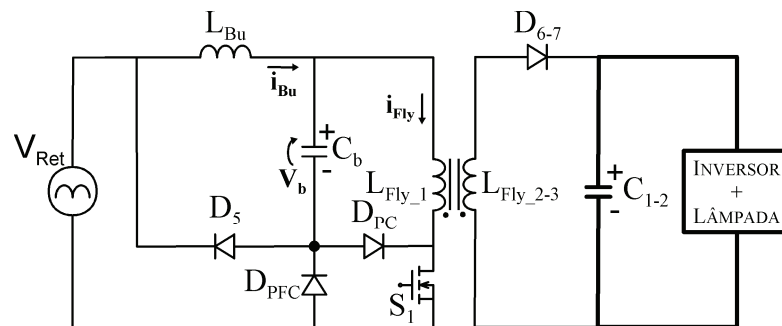 L_Bu
D_6-7
i_Bu
i_Fly
V_Ret
+
C_b
-
V_b
L_Fly_1
L_Fly_2-3
+
C_1-2
-
INVERSOR
+
LÂMPADA
D_5
D_PC
D_PFC
S_1